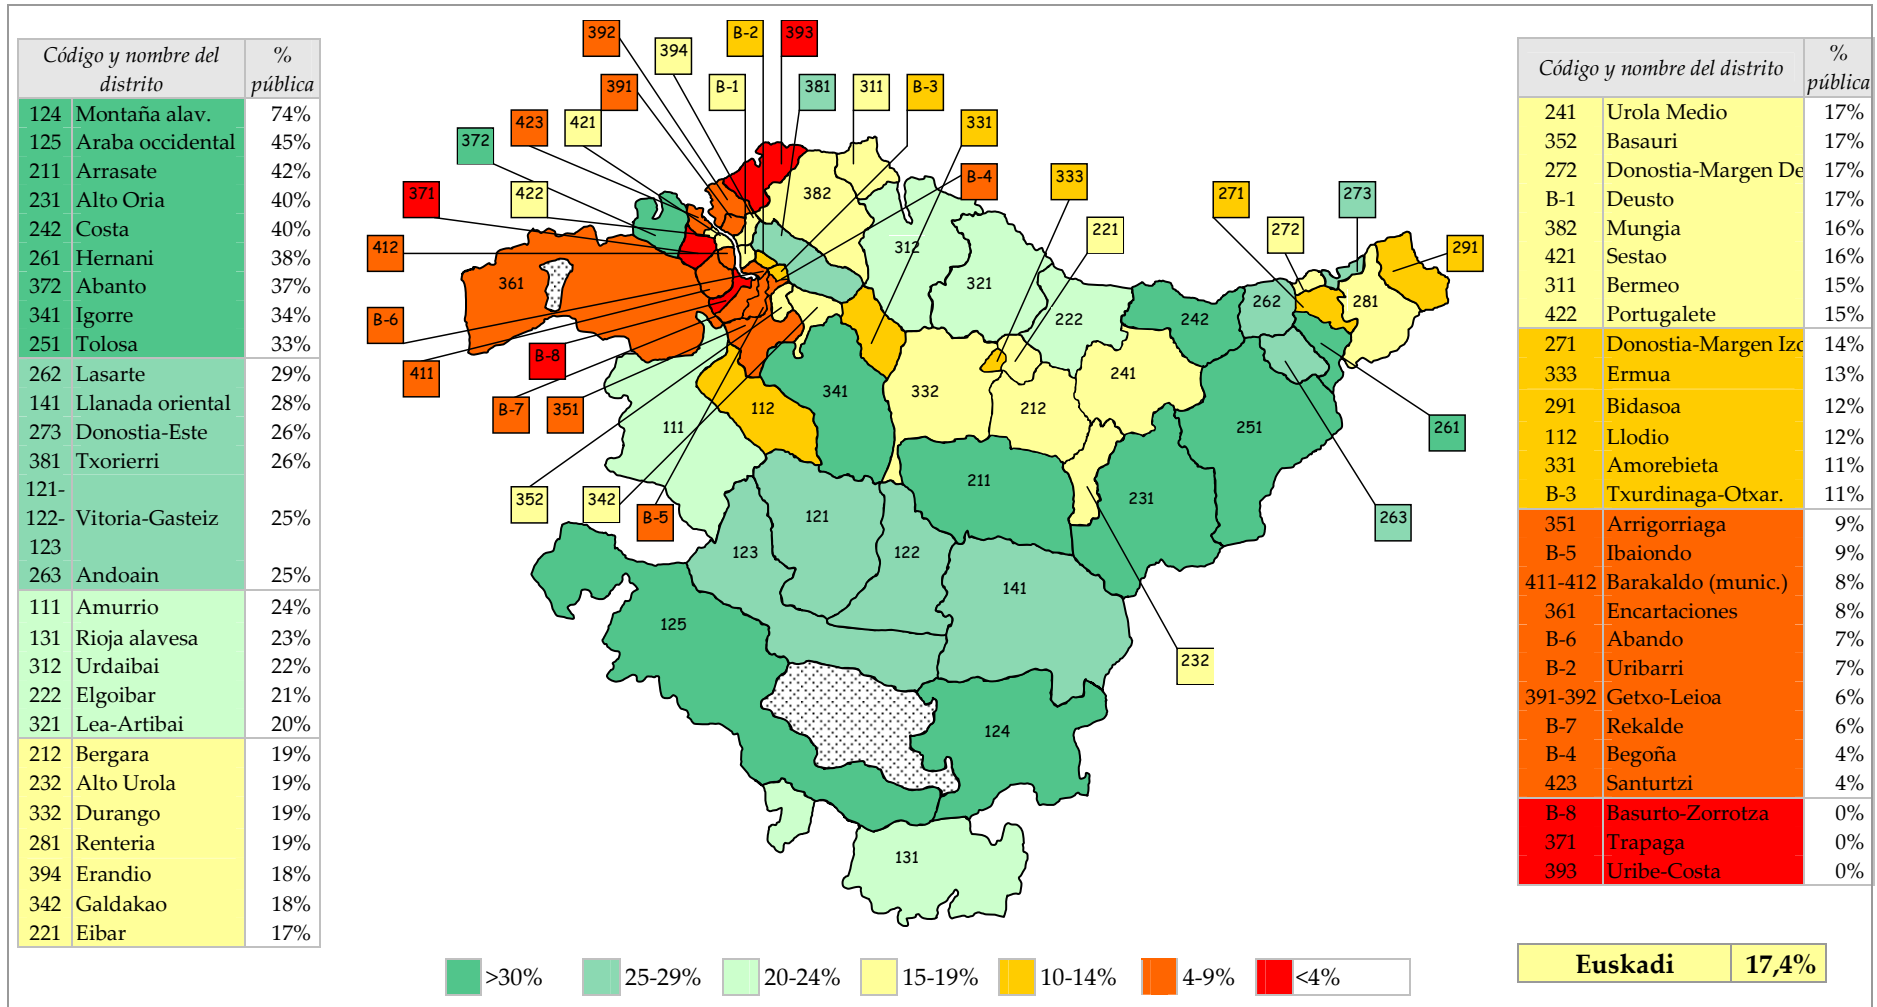 Código y nombre del distrito % pública
124 Montaña alav. 74%
125 Araba occidental 45%
211 Arrasate 42%
231 Alto Oria 40%
242 Costa 40%
261 Hernani 38%
372 Abanto 37%
341 Igorre 34%
251 Tolosa 33%
262 Lasarte 29%
141 Llanada oriental 28%
273 Donostia-Este 26%
381 Txorierri 26%
121-
122- Vitoria-Gasteiz 25%
123
263 Andoain 25%
111 Amurrio 24%
131 Rioja alavesa 23%
312 Urdaibai 22%
222 Elgoibar 21%
321 Lea-Artibai 20%
212 Bergara 19%
232 Alto Urola 19%
332 Durango 19%
281 Renteria 19%
394 Erandio 18%
342 Galdakao 18%
221 Eibar 17%
392
394
B-2
393
391
B-1
381
311
B-3
423
421
331
372
B-4
333
371
422
382
271
273
272
221
412
312
291
361
321
262
281
222
242
B-6
B-8
411
341
332
241
B-7
351
112
212
111
251
261
211
231
352
342
B-5
121
263
123
122
141
125
232
124
131
>30%
25-29%
20-24%
15-19%
10-14%
4-9%
<4%
Código y nombre del distrito % pública
241 Urola Medio 17%
352 Basauri 17%
272 Donostia-Margen De 17%
B-1 Deusto 17%
382 Mungia 16%
421 Sestao 16%
311 Bermeo 15%
422 Portugalete 15%
271 Donostia-Margen Izq 14%
333 Ermua 13%
291 Bidasoa 12%
112 Llodio 12%
331 Amorebieta 11%
B-3 Txurdinaga-Otxar. 11%
351 Arrigorriaga 9%
B-5 Ibaiondo 9%
411-412 Barakaldo (munic.) 8%
361 Encartaciones 8%
B-6 Abando 7%
B-2 Uribarri 7%
391-392 Getxo-Leioa 6%
B-7 Rekalde 6%
B-4 Begoña 4%
423 Santurtzi 4%
B-8 Basurto-Zorrotza 0%
371 Trapaga 0%
393 Uribe-Costa 0%
Euskadi 17,4%